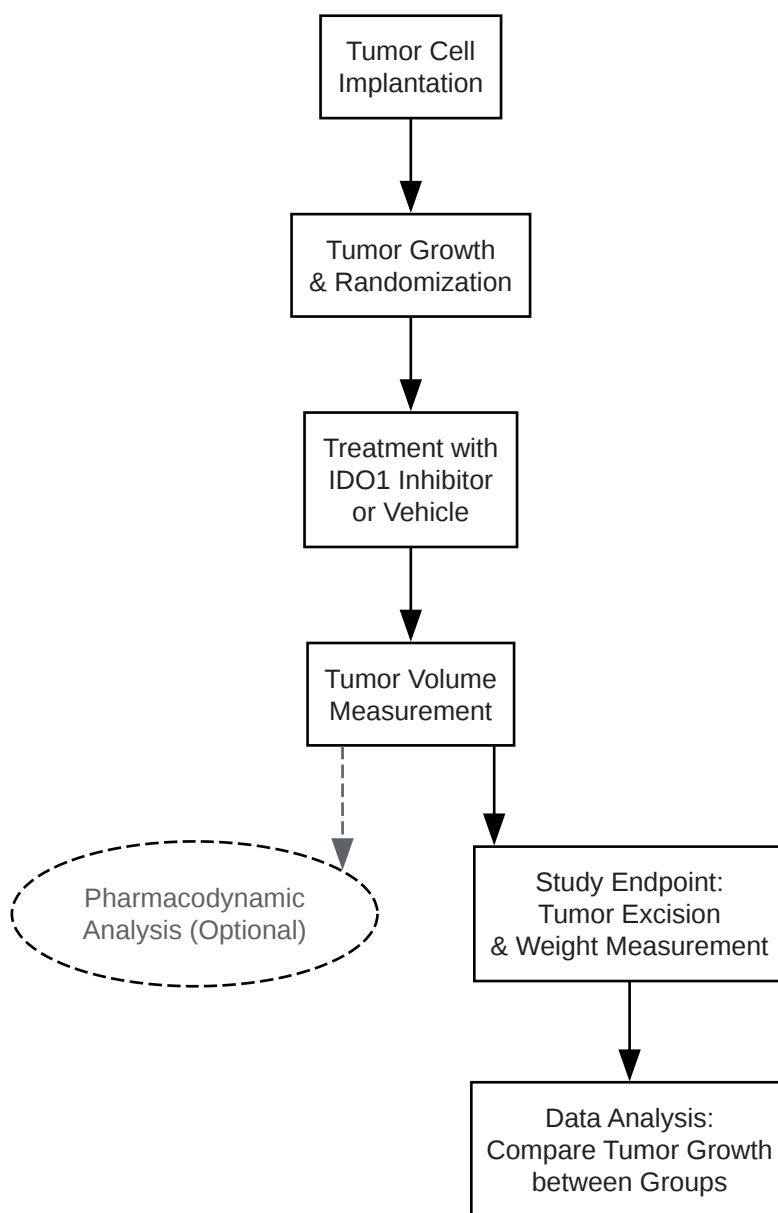 Tumor Cell
Implantation
Tumor Growth
& Randomization
Treatment with
IDO1 Inhibitor
or Vehicle
Tumor Volume
Measurement
Pharmacodynamic
Analysis (Optional)
Study Endpoint:
Tumor Excision
& Weight Measurement
Data Analysis:
Compare Tumor Growth
between Groups